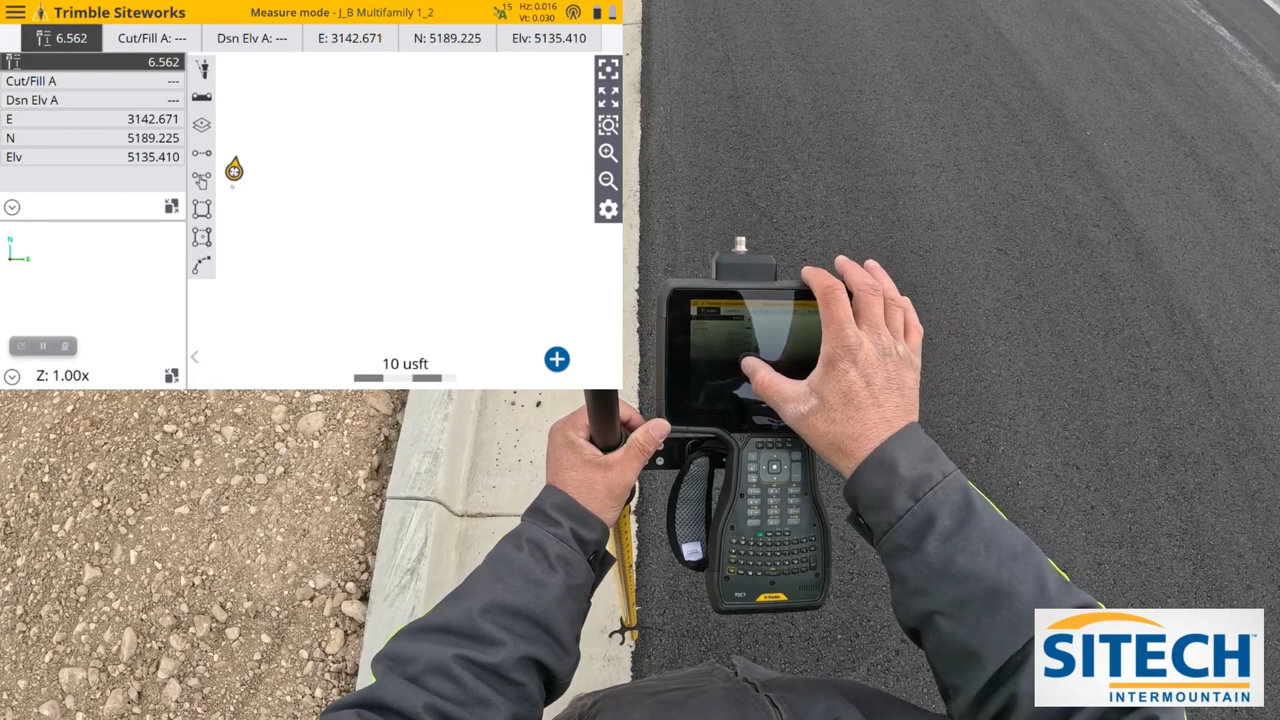 Trimble Siteworks
Measure mode - J_B Multifamily 1_2
15
Hz: 0.016
Vt: 0.030
6.562
Cut/Fill A: ---
Dsn Elv A: ---
E: 3142.671
N: 5189.225
Elv: 5135.410
6.562
Cut/Fill A ---
Dsn Elv A ---
E 3142.671
N 5189.225
Elv 5135.410
N
E
Z: 1.00x
10 usft
TSC7
SITECH
INTERMOUNTAIN